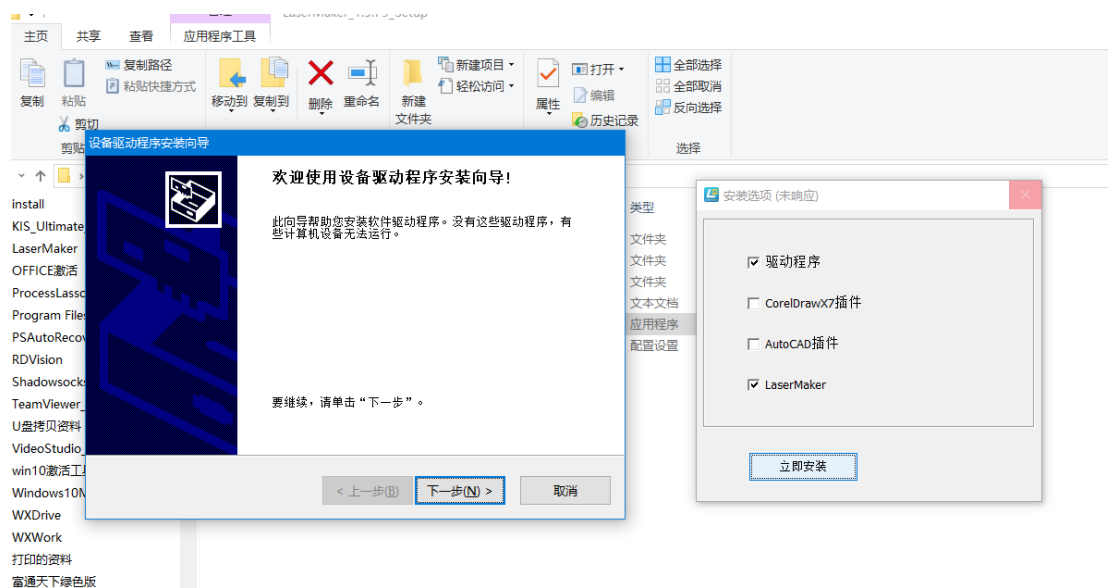 LaserMaker_1.5.79_Setup
主页 共享 查看 应用程序工具
复制
粘贴
复制路径
粘贴快捷方式
剪切
移动到
复制到
删除
重命名
新建
文件夹
新建项目
轻松访问
属性
打开
编辑
历史记录
全部选择
全部取消
反向选择
选择
设备驱动程序安装向导
欢迎使用设备驱动程序安装向导!
此向导帮助您安装软件驱动程序。没有这些驱动程序，有
些计算机设备无法运行。
要继续，请单击“下一步”。
< 上一步(B) 下一步(N) > 取消
install
KIS_Ultimate
LaserMaker
OFFICE激活
ProcessLasso
Program File
PSAutoRecov
RDVision
Shadowsock
TeamViewer_
U盘拷贝资料
VideoStudio_
win10激活工
Windows10
WXDrive
WXWork
打印的资料
富通天下绿色版
类型
文件夹
文件夹
文件夹
文本文档
应用程序
配置设置
安装选项 (未响应)
驱动程序
CorelDrawX7插件
AutoCAD插件
LaserMaker
立即安装